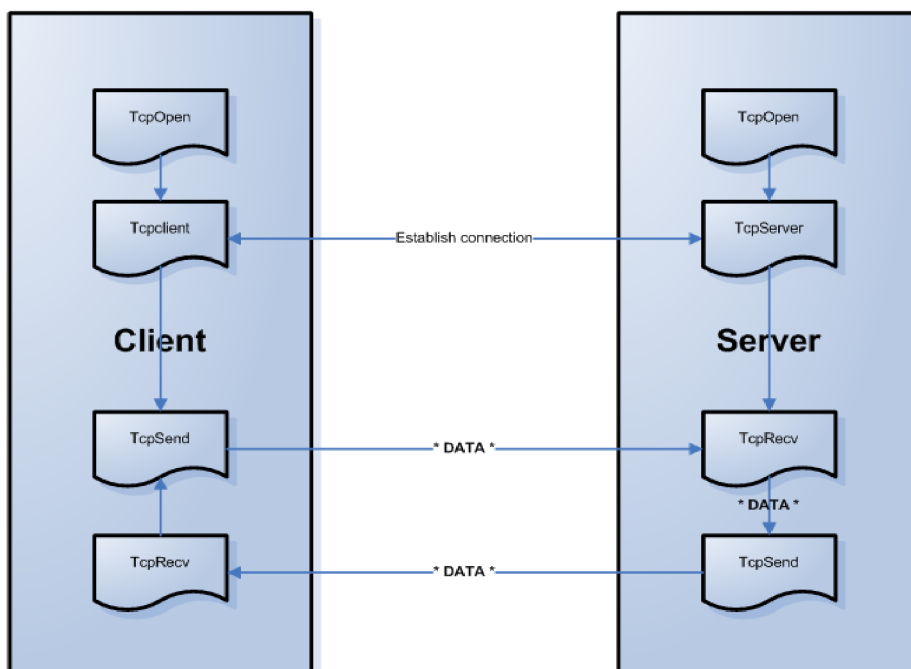 TcpOpen
TcpOpen
Tcpclient
Establish connection
TcpServer
Client
Server
TcpSend
* DATA *
TcpRecv
* DATA *
TcpRecv
* DATA *
TcpSend